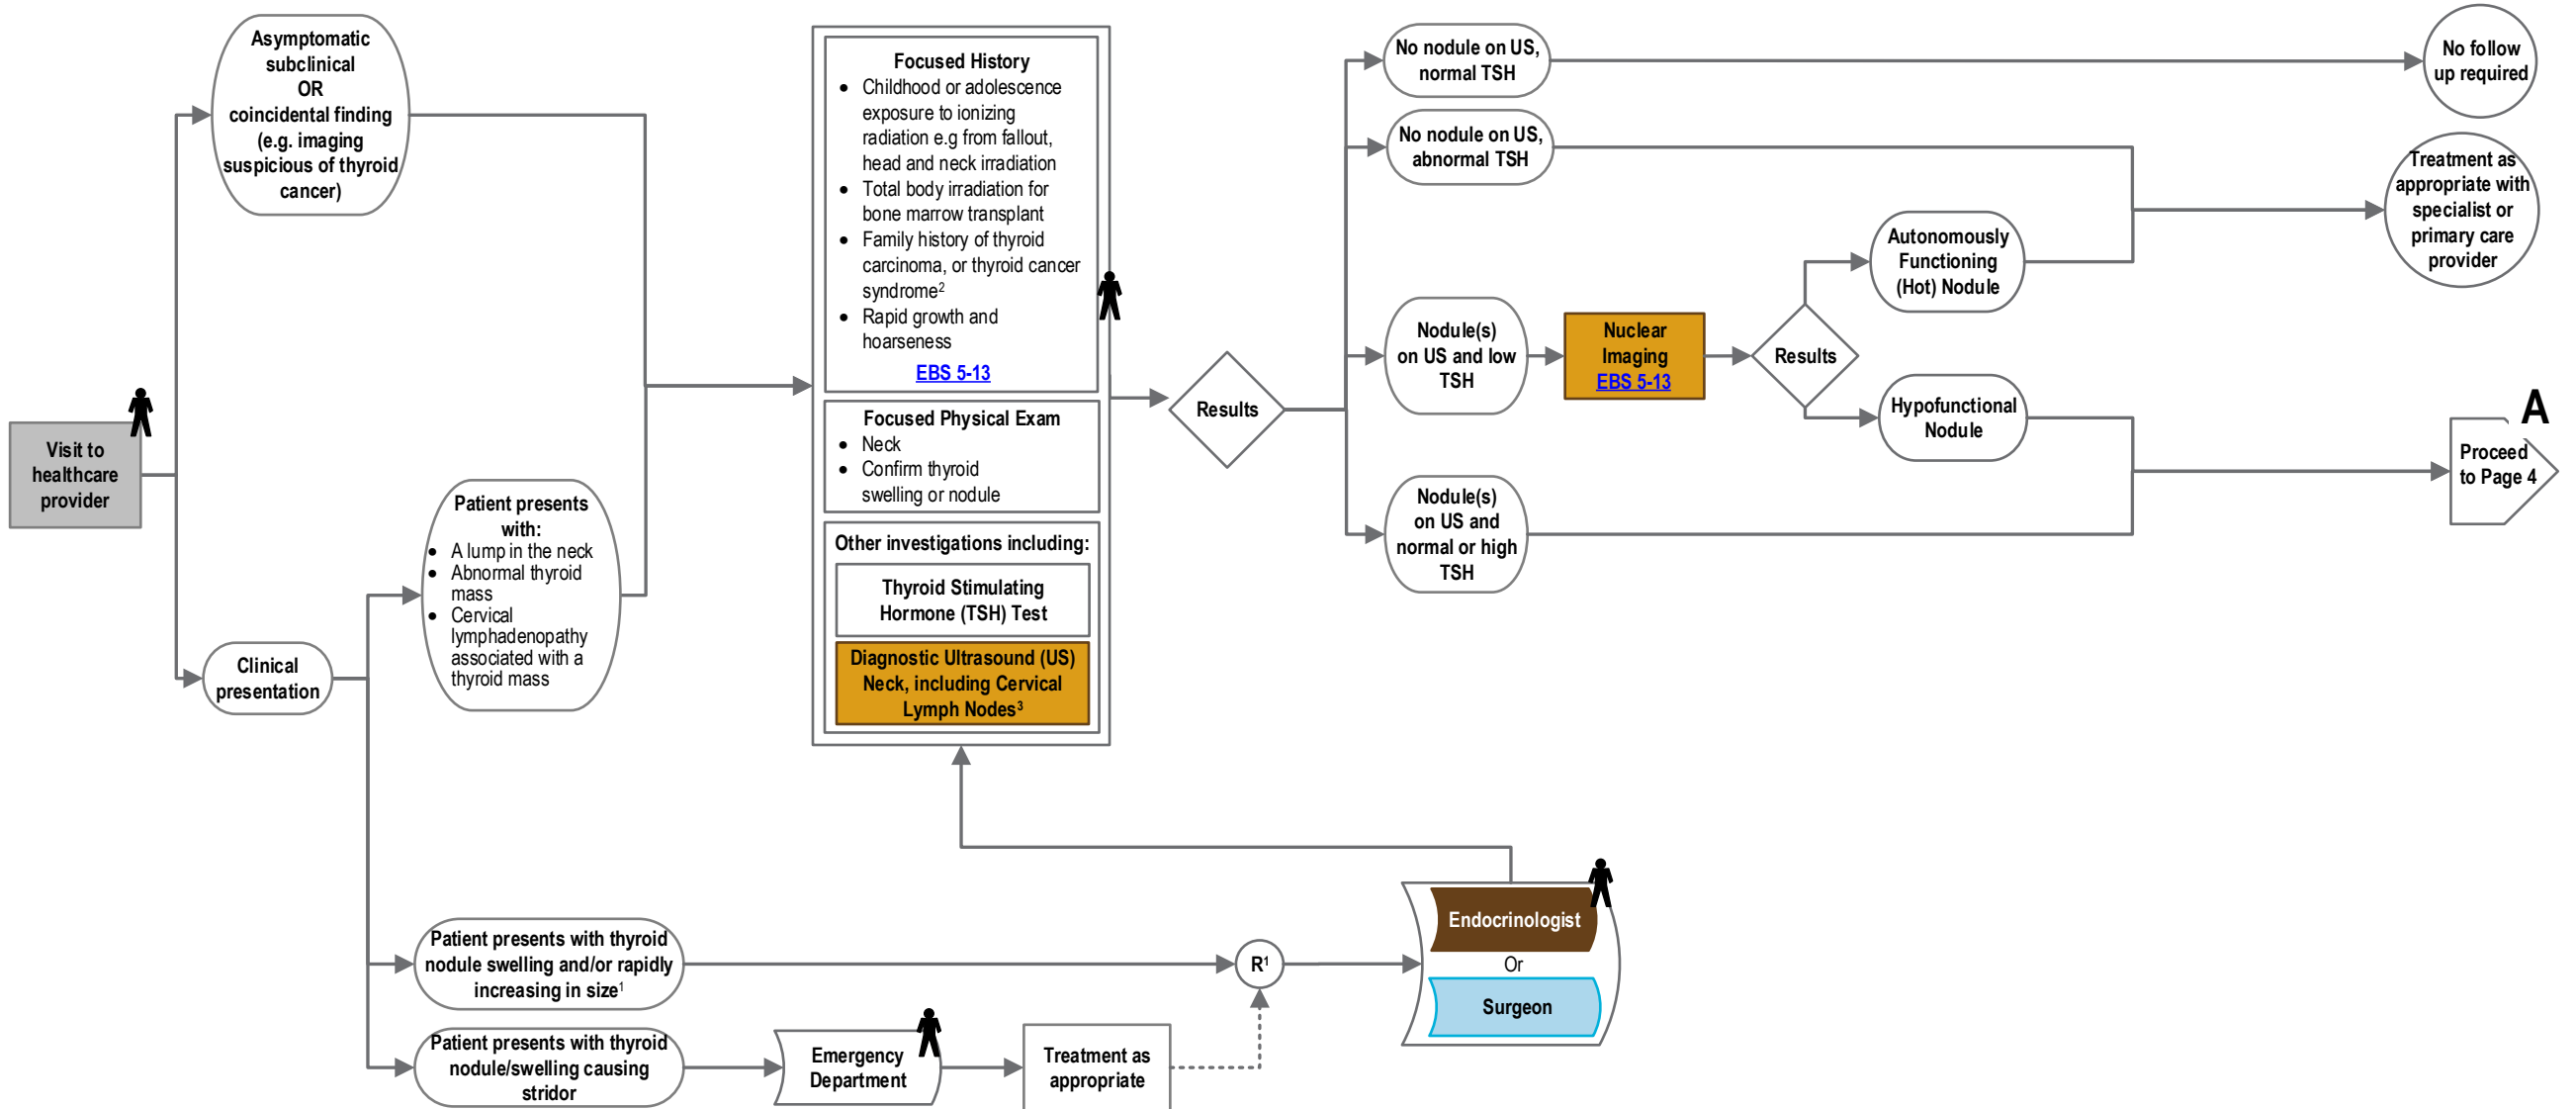 Visit to
healthcare
provider
Asymptomatic
subclinical
OR
coincidental finding
(e.g. imaging
suspicious of thyroid
cancer)
Clinical
presentation
Patient presents
with:
• A lump in the neck
• Abnormal thyroid
mass
• Cervical
lymphadenopathy
associated with a
thyroid mass
Patient presents with thyroid
nodule swelling and/or rapidly
increasing in size¹
Patient presents with thyroid
nodule/swelling causing
stridor
Emergency
Department
Treatment as
appropriate
R¹
Endocrinologist
Or
Surgeon
Focused History
• Childhood or adolescence
exposure to ionizing
radiation e.g from fallout,
head and neck irradiation
• Total body irradiation for
bone marrow transplant
• Family history of thyroid
carcinoma, or thyroid cancer
syndrome²
• Rapid growth and
hoarseness
EBS 5-13
Focused Physical Exam
• Neck
• Confirm thyroid
swelling or nodule
Other investigations including:
Thyroid Stimulating
Hormone (TSH) Test
Diagnostic Ultrasound (US)
Neck, including Cervical
Lymph Nodes³
Results
No nodule on US,
normal TSH
No follow
up required
No nodule on US,
abnormal TSH
Treatment as
appropriate with
specialist or
primary care
provider
Nodule(s)
on US and low
TSH
Nuclear
Imaging
EBS 5-13
Results
Autonomously
Functioning
(Hot) Nodule
Hypofunctional
Nodule
Nodule(s)
on US and
normal or high
TSH
A
Proceed
to Page 4